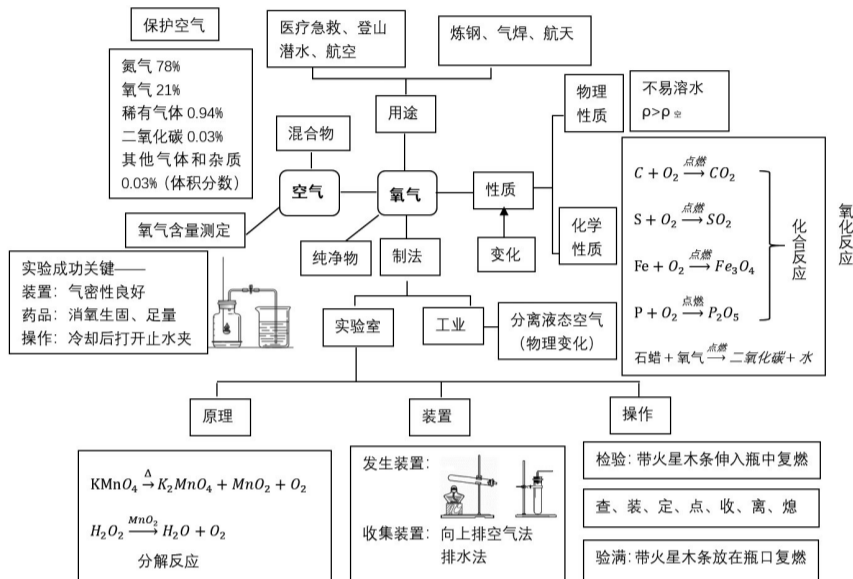 保护空气
氮气 78%
氧气 21%
稀有气体 0.94%
二氧化碳 0.03%
其他气体和杂质
0.03% (体积分数)
医疗急救、登山
潜水、航空
炼钢、气焊、航天
用途
混合物
空气
氧气
性质
物理
性质
不易溶水
ρ>ρ 空
化学
性质
变化
纯净物
制法
氧气含量测定
实验成功关键——
装置：气密性良好
药品：消氧生固、足量
操作：冷却后打开止水夹
C + O₂ —点燃→ CO₂
S + O₂ —点燃→ SO₂
Fe + O₂ —点燃→ Fe₃O₄
P + O₂ —点燃→ P₂O₅
石蜡 + 氧气 —点燃→ 二氧化碳 + 水
化合反应
氧化反应
实验室
工业
分离液态空气
(物理变化)
原理
装置
操作
KMnO₄ —Δ→ K₂MnO₄ + MnO₂ + O₂
H₂O₂ —MnO₂→ H₂O + O₂
分解反应
发生装置：
收集装置：向上排空气法
排水法
检验：带火星木条伸入瓶中复燃
查、装、定、点、收、离、熄
验满：带火星木条放在瓶口复燃